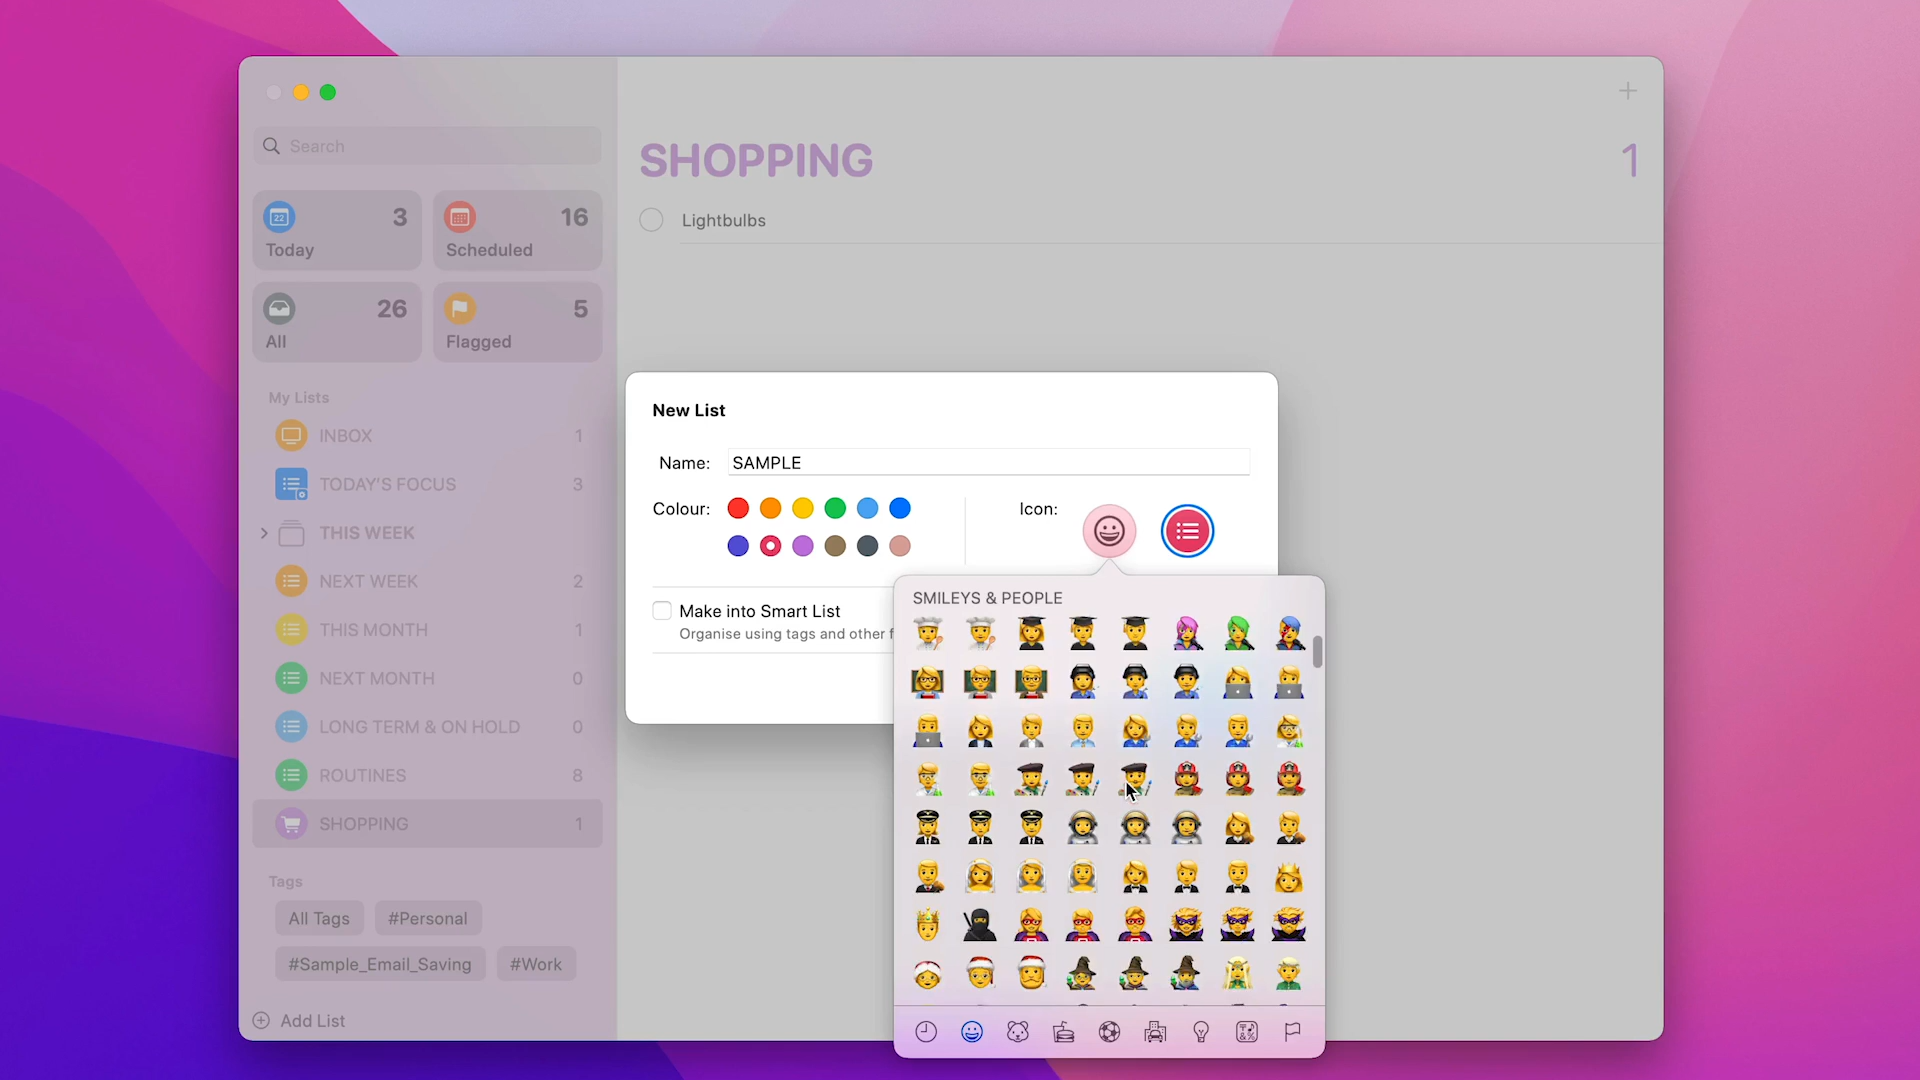 Search
22
3
Today
16
Scheduled
26
All
5
Flagged
My Lists
INBOX 1
TODAY'S FOCUS 3
THIS WEEK
NEXT WEEK 2
THIS MONTH 1
NEXT MONTH 0
LONG TERM & ON HOLD 0
ROUTINES 8
SHOPPING 1
Tags
All Tags #Personal
#Sample_Email_Saving #Work
Add List
SHOPPING 1
Lightbulbs
New List
Name: SAMPLE
Colour:
Icon:
Make into Smart List
Organise using tags and other f
SMILEYS & PEOPLE